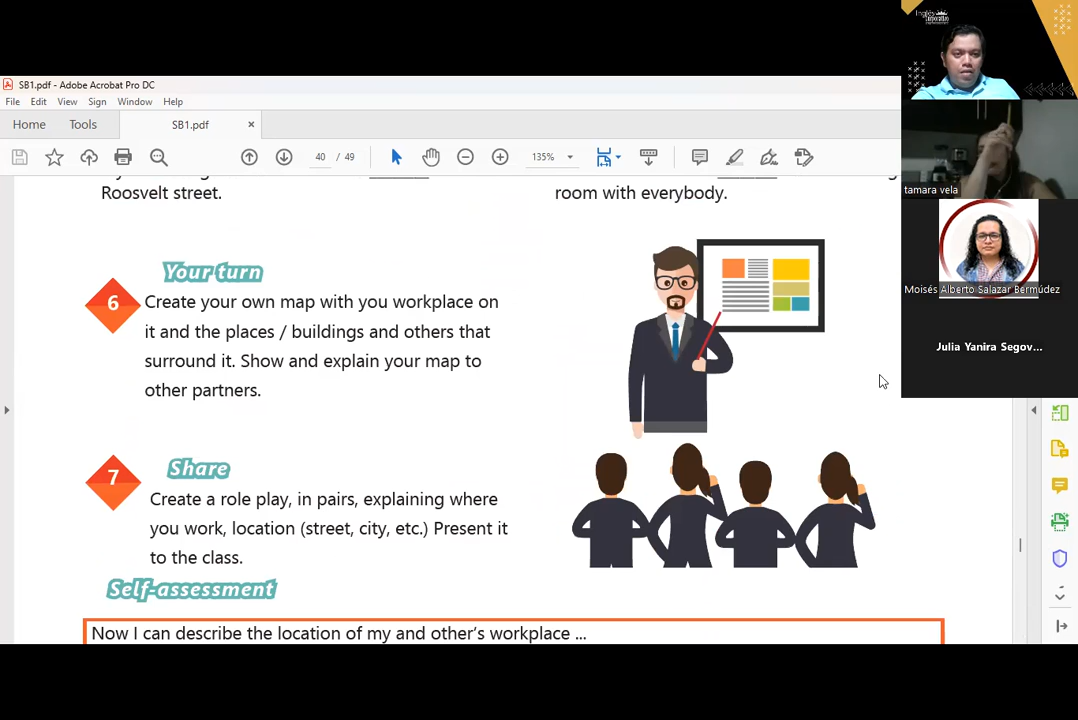 SB1.pdf - Adobe Acrobat Pro DC
File Edit View Sign Window Help
Home Tools SB1.pdf ×
40 / 49 135%
Roosvelt street.
room with everybody.
Your turn
6
Create your own map with you workplace on
it and the places / buildings and others that
surround it. Show and explain your map to
other partners.
7
Share
Create a role play, in pairs, explaining where
you work, location (street, city, etc.) Present it
to the class.
Self-assessment
Now I can describe the location of my and other's workplace ...
Inglés
Corporativo
tamara vela
Moisés Alberto Salazar Bermúdez
Julia Yanira Segov...